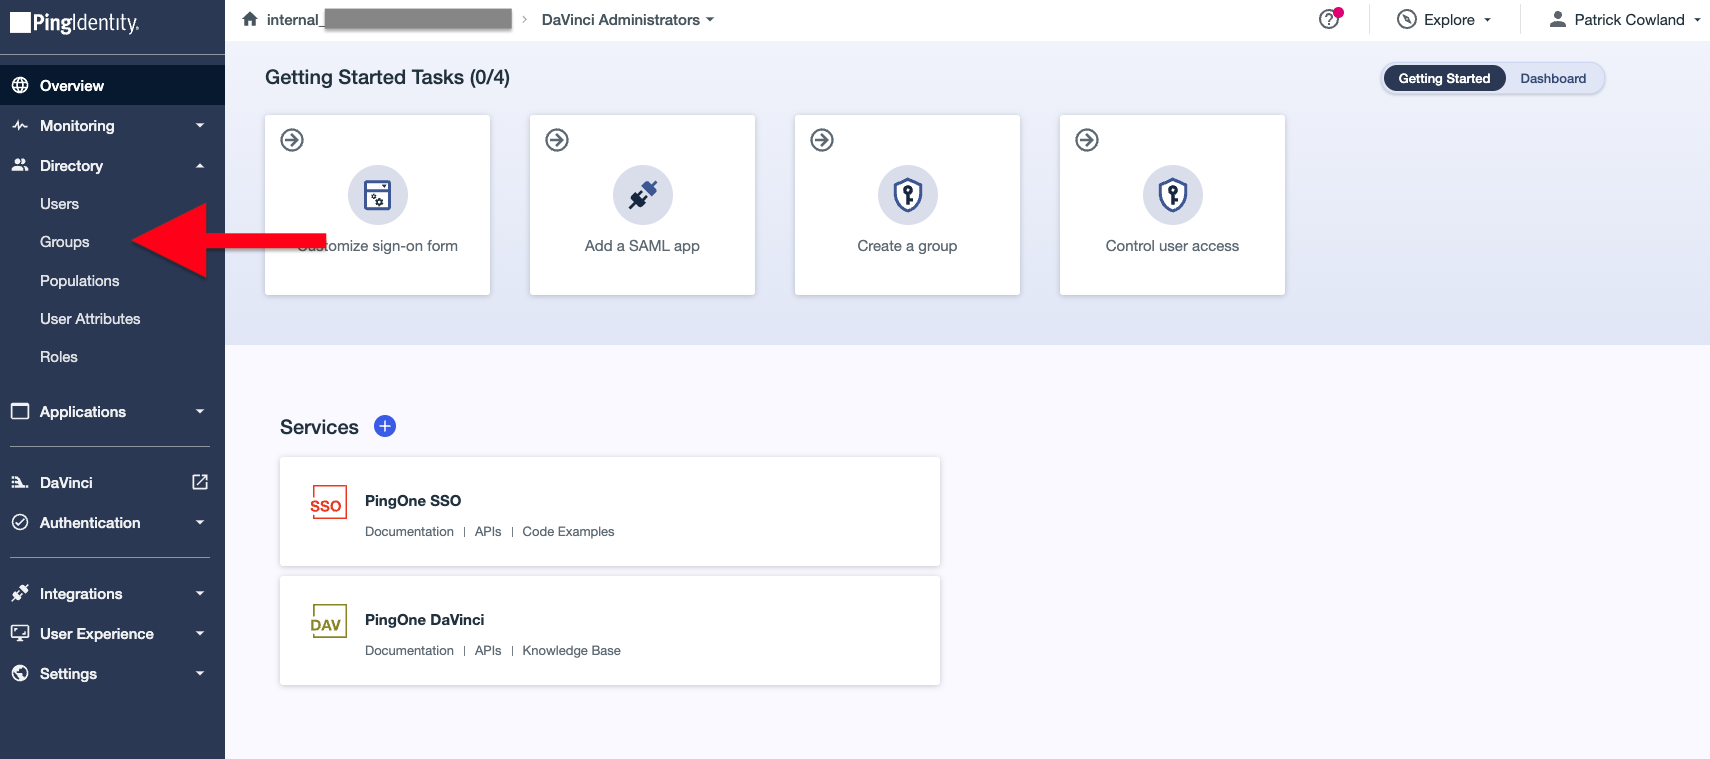 PingIdentity.
internal_
DaVinci Administrators
Explore
Patrick Cowland
Overview
Monitoring
Directory
Users
Groups
Populations
User Attributes
Roles
Applications
DaVinci
Authentication
Integrations
User Experience
Settings
Getting Started Tasks (0/4)
Getting Started
Dashboard
Customize sign-on form
Add a SAML app
Create a group
Control user access
Services
SSO
PingOne SSO
Documentation | APIs | Code Examples
DAV
PingOne DaVinci
Documentation | APIs | Knowledge Base